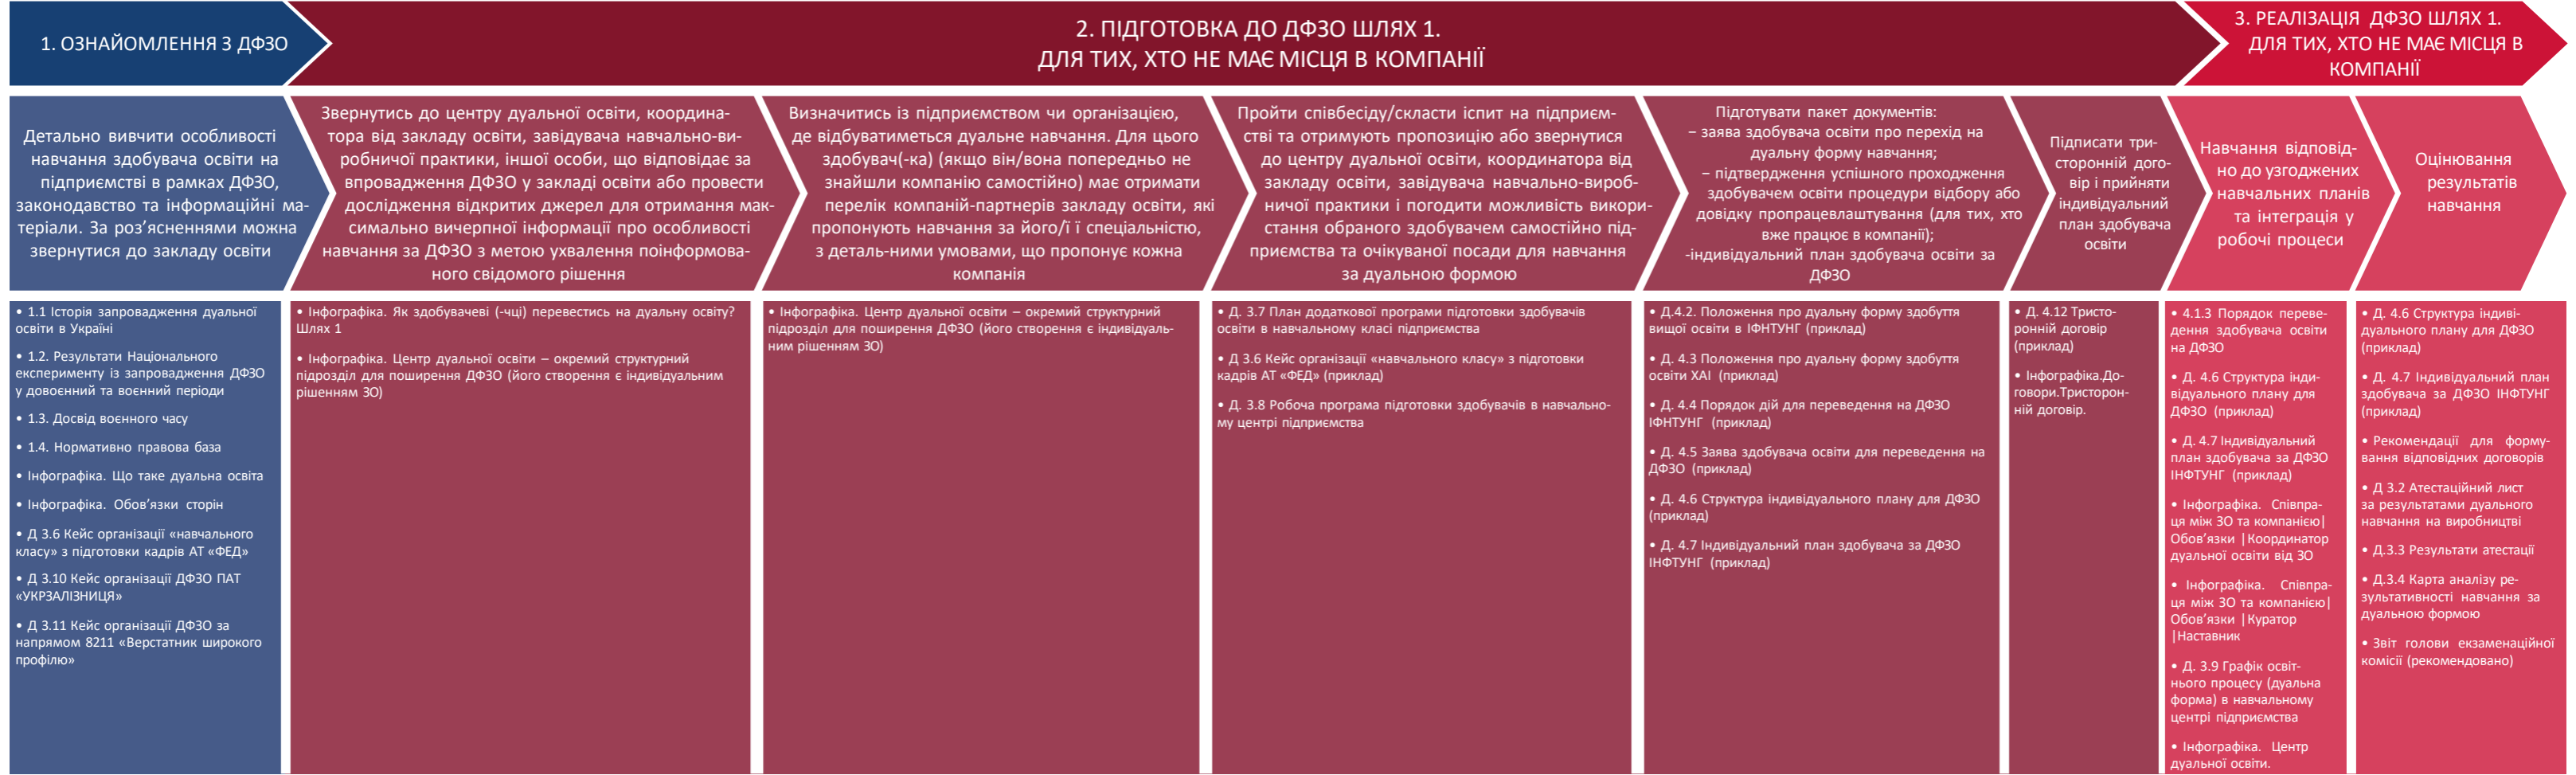 1. ОЗНАЙОМЛЕННЯ З ДФЗО
2. ПІДГОТОВКА ДО ДФЗО ШЛЯХ 1.
ДЛЯ ТИХ, ХТО НЕ МАЄ МІСЦЯ В КОМПАНІЇ
3. РЕАЛІЗАЦІЯ ДФЗО ШЛЯХ 1.
ДЛЯ ТИХ, ХТО НЕ МАЄ МІСЦЯ В
КОМПАНІЇ
Детально вивчити особливості
навчання здобувача освіти на
підприємстві в рамках ДФЗО,
законодавство та інформаційні ма-
теріали. За роз’ясненнями можна
звернутися до закладу освіти
Звернутись до центру дуальної освіти, координа-
тора від закладу освіти, завідувача навчально-ви-
робничої практики, іншої особи, що відповідає за
впровадження ДФЗО у закладі освіти або провести
дослідження відкритих джерел для отримання мак-
симально вичерпної інформації про особливості
навчання за ДФЗО з метою ухвалення поінформова-
ного свідомого рішення
Визначитись із підприємством чи організацією,
де відбуватиметься дуальне навчання. Для цього
здобувач(-ка) (якщо він/вона попередньо не
знайшли компанію самостійно) має отримати
перелік компаній-партнерів закладу освіти, які
пропонують навчання за його/ї ї спеціальністю,
з деталь-ними умовами, що пропонує кожна
компанія
Пройти співбесіду/скласти іспит на підприєм-
стві та отримують пропозицію або звернутися
до центру дуальної освіти, координатора від
закладу освіти, завідувача навчально-вироб-
ничої практики і погодити можливість викори-
стання обраного здобувачем самостійно під-
приємства та очікуваної посади для навчання
за дуальною формою
Підготувати пакет документів:
– заява здобувача освіти про перехід на
дуальну форму навчання;
– підтвердження успішного проходження
здобувачем освіти процедури відбору або
довідку пропрацевлаштування (для тих, хто
вже працює в компанії);
-індивідуальний план здобувача освіти за
ДФЗО
Підписати три-
сторонній дого-
вір і прийняти
індивідуальний
план здобувача
освіти
Навчання відповід-
но до узгоджених
навчальних планів
та інтеграція у
робочі процеси
Оцінювання
результатів
навчання
• 1.1 Історія запровадження дуальної
освіти в Україні
• 1.2. Результати Національного
експерименту із запровадження ДФЗО
у довоєнний та воєнний періоди
• 1.3. Досвід воєнного часу
• 1.4. Нормативно правова база
• Інфографіка. Що таке дуальна освіта
• Інфографіка. Обов’язки сторін
• Д 3.6 Кейс організації «навчального
класу» з підготовки кадрів АТ «ФЕД»
• Д 3.10 Кейс організації ДФЗО ПАТ
«УКРЗАЛІЗНИЦЯ»
• Д 3.11 Кейс організації ДФЗО за
напрямом 8211 «Верстатник широкого
профілю»
• Інфографіка. Як здобувачеві (-чці) перевестись на дуальну освіту?
Шлях 1
• Інфографіка. Центр дуальної освіти – окремий структурний
підрозділ для поширення ДФЗО (його створення є індивідуальним
рішенням ЗО)
• Інфографіка. Центр дуальної освіти – окремий структурний
підрозділ для поширення ДФЗО (його створення є індивідуаль-
ним рішенням ЗО)
• Д. 3.7 План додаткової програми підготовки здобувачів
освіти в навчальному класі підприємства
• Д 3.6 Кейс організації «навчального класу» з підготовки
кадрів АТ «ФЕД» (приклад)
• Д. 3.8 Робоча програма підготовки здобувачів в навчально-
му центрі підприємства
• Д.4.2. Положення про дуальну форму здобуття
вищої освіти в ІФНТУНГ (приклад)
• Д. 4.3 Положення про дуальну форму здобуття
освіти ХАІ (приклад)
• Д. 4.4 Порядок дій для переведення на ДФЗО
ІФНТУНГ (приклад)
• Д. 4.5 Заява здобувача освіти для переведення на
ДФЗО (приклад)
• Д. 4.6 Структура індивідуального плану для ДФЗО
(приклад)
• Д. 4.7 Індивідуальний план здобувача за ДФЗО
ІНФТУНГ (приклад)
• Д. 4.12 Тристо-
ронній договір
(приклад)
• Інфографіка.До-
говори.Тристорон-
ній договір.
• 4.1.3 Порядок переве-
дення здобувача освіти
на ДФЗО
• Д. 4.6 Структура інди-
відуального плану для
ДФЗО (приклад)
• Д. 4.7 Індивідуальний
план здобувача за ДФЗО
ІНФТУНГ (приклад)
• Інфографіка. Співпра-
ця між ЗО та компанією|
Обов’язки |Координатор
дуальної освіти від ЗО
• Інфографіка. Співпра-
ця між ЗО та компанією|
Обов’язки |Куратор
|Наставник
• Д. 3.9 Графік освіт-
нього процесу (дуальна
форма) в навчальному
центрі підприємства
• Інфографіка. Центр
дуальної освіти.
• Д. 4.6 Структура індиві-
дуального плану для ДФЗО
(приклад)
• Д. 4.7 Індивідуальний план
здобувача за ДФЗО ІНФТУНГ
(приклад)
• Рекомендації для форму-
вання відповідних договорів
• Д 3.2 Атестаційний лист
за результатами дуального
навчання на виробництві
• Д.3.3 Результати атестації
• Д.3.4 Карта аналізу ре-
зультативності навчання за
дуальною формою
• Звіт голови екзаменаційної
комісії (рекомендовано)